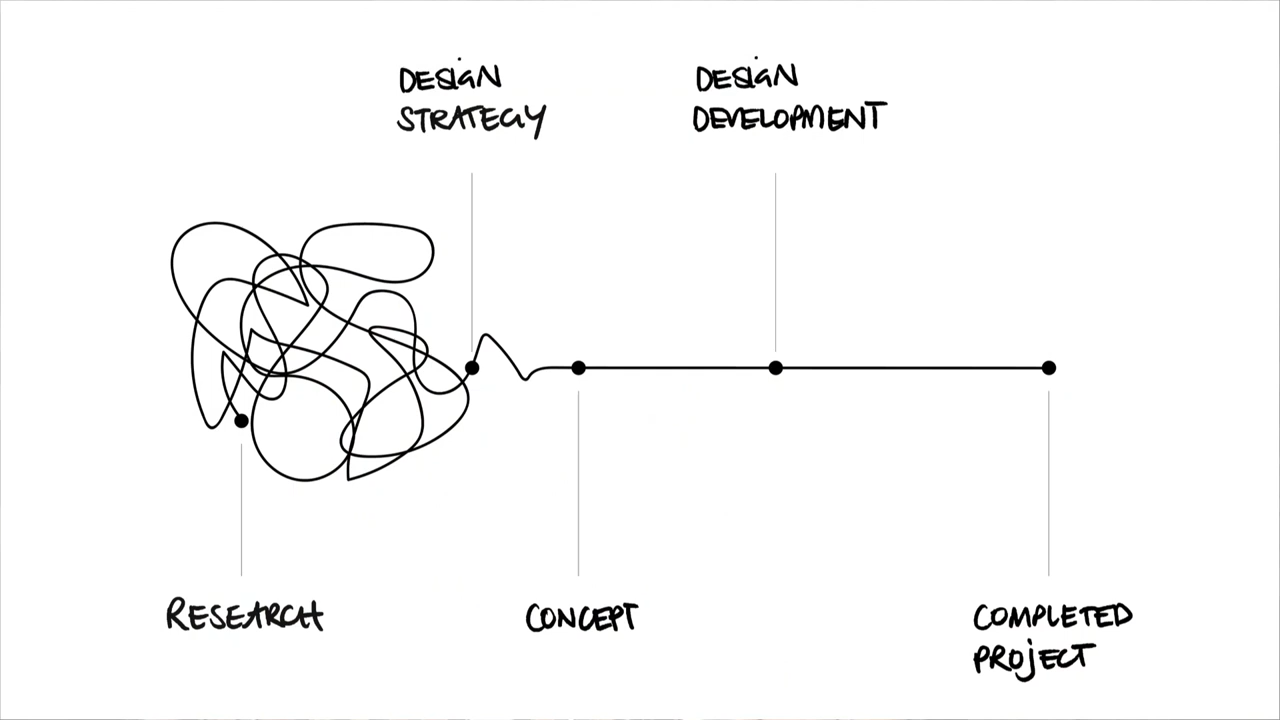 DESIGN
STRATEGY
DESIGN
DEVELOPMENT
RESEARCH
CONCEPT
COMPLETED
PROJECT